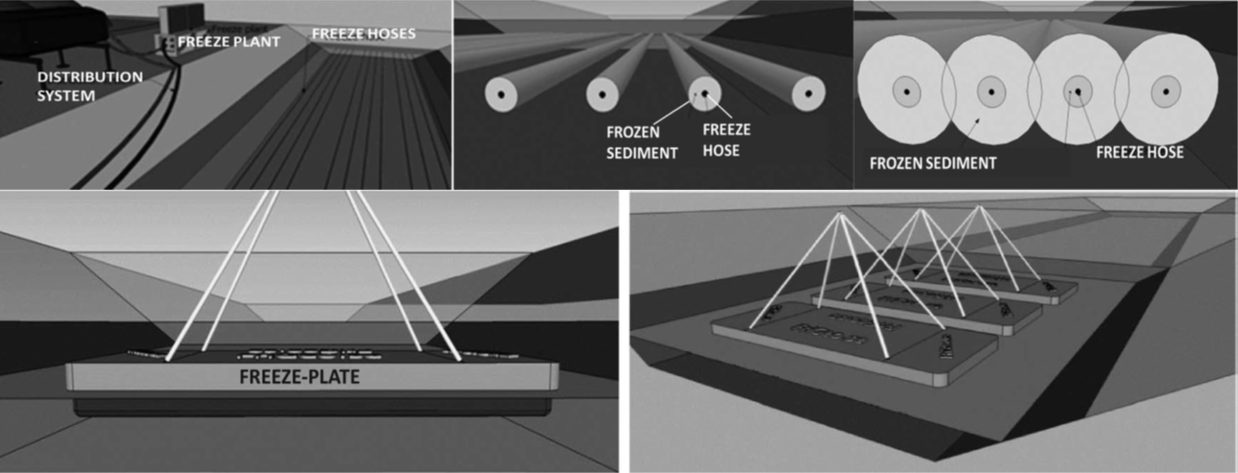 FREEZE PLANT
FREEZE HOSES
DISTRIBUTION
SYSTEM
FROZEN
SEDIMENT
FREEZE
HOSE
FROZEN SEDIMENT
FREEZE HOSE
FREEZE-PLATE